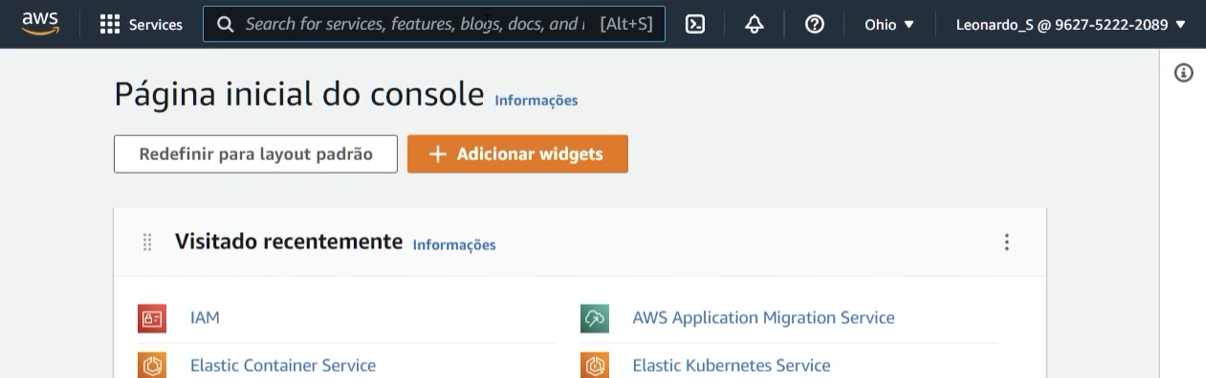 aws Services Search for services, features, blogs, docs, and [Alt+S] Ohio Leonardo_S @ 9627-5222-2089
Página inicial do console Informações
Redefinir para layout padrão + Adicionar widgets
Visitado recentemente Informações
IAM AWS Application Migration Service
Elastic Container Service Elastic Kubernetes Service